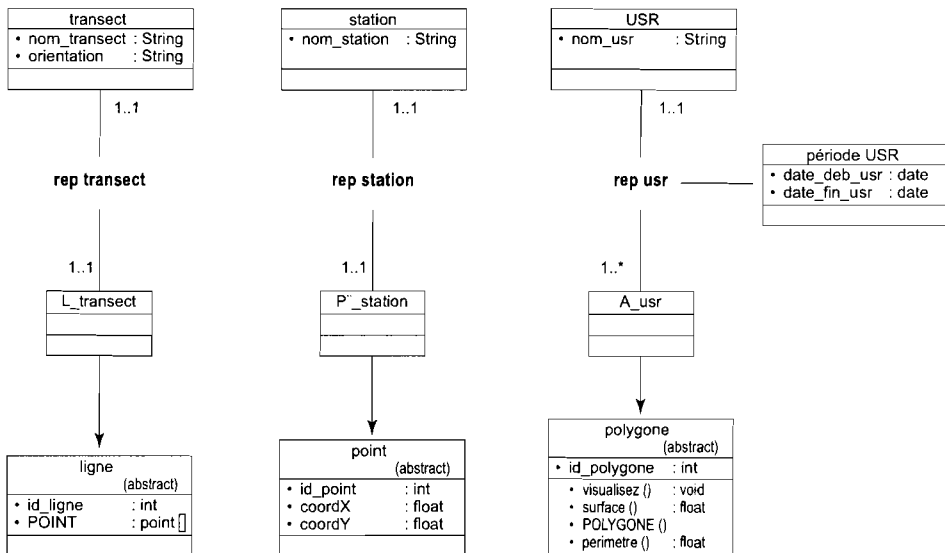 transect
• nom_transect : String
• orientation : String
1..1
rep transect
1..1
L_transect
ligne
(abstract)
• id_ligne : int
• POINT : point []
station
• nom_station : String
1..1
rep station
1..1
P¨_station
point
(abstract)
• id_point : int
• coordX : float
• coordY : float
USR
• nom_usr : String
1..1
rep usr
période USR
• date_deb_usr : date
• date_fin_usr : date
1..*
A_usr
polygone
(abstract)
• id_polygone : int
• visualisez () : void
• surface () : float
• POLYGONE ()
• perimetre () : float